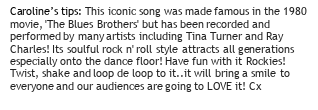 Caroline's tips: This iconic song was made famous in the 1980
movie, 'The Blues Brothers' but has been recorded and
performed by many artists including Tina Turner and Ray
Charles! Its soulful rock n' roll style attracts all generations
especially onto the dance floor! Have fun with it Rockies!
Twist, shake and loop de loop to it..it will bring a smile to
everyone and our audiences are going to LOVE it! Cx